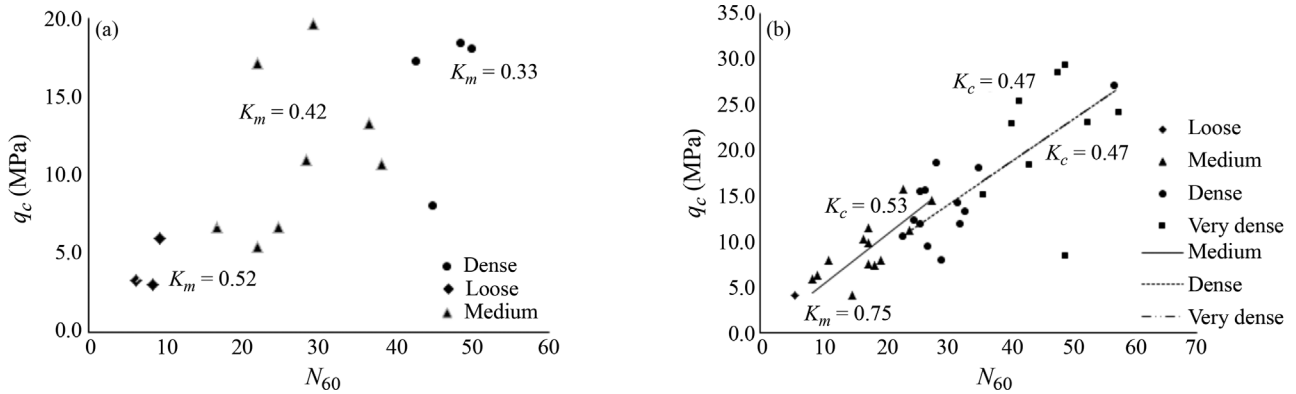 (a)
20.0
15.0
10.0
5.0
0.0
0
10
20
30
40
50
60
q_c (MPa)
N_60
K_m = 0.33
K_m = 0.42
K_m = 0.52
Dense
Loose
Medium
(b)
35.0
30.0
25.0
20.0
15.0
10.0
5.0
0.0
0
10
20
30
40
50
60
70
q_c (MPa)
N_60
K_c = 0.47
K_c = 0.47
K_c = 0.53
K_m = 0.75
Loose
Medium
Dense
Very dense
Medium
Dense
Very dense